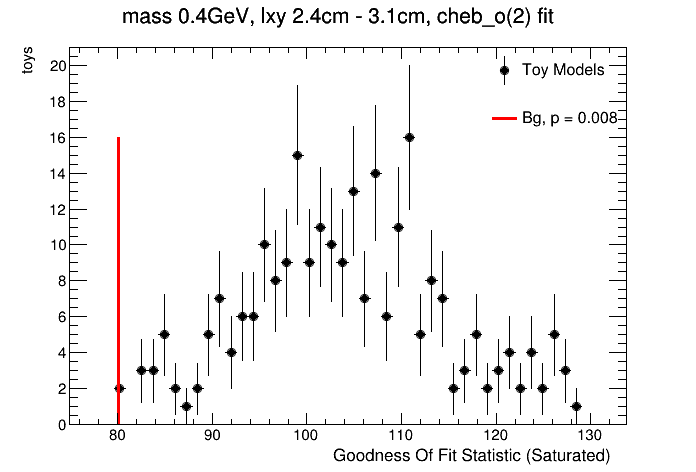 mass 0.4GeV, lxy 2.4cm - 3.1cm, cheb_o(2) fit
toys
Toy Models
Bg, p = 0.008
20
18
16
14
12
10
8
6
4
2
0
80 90 100 110 120 130
Goodness Of Fit Statistic (Saturated)